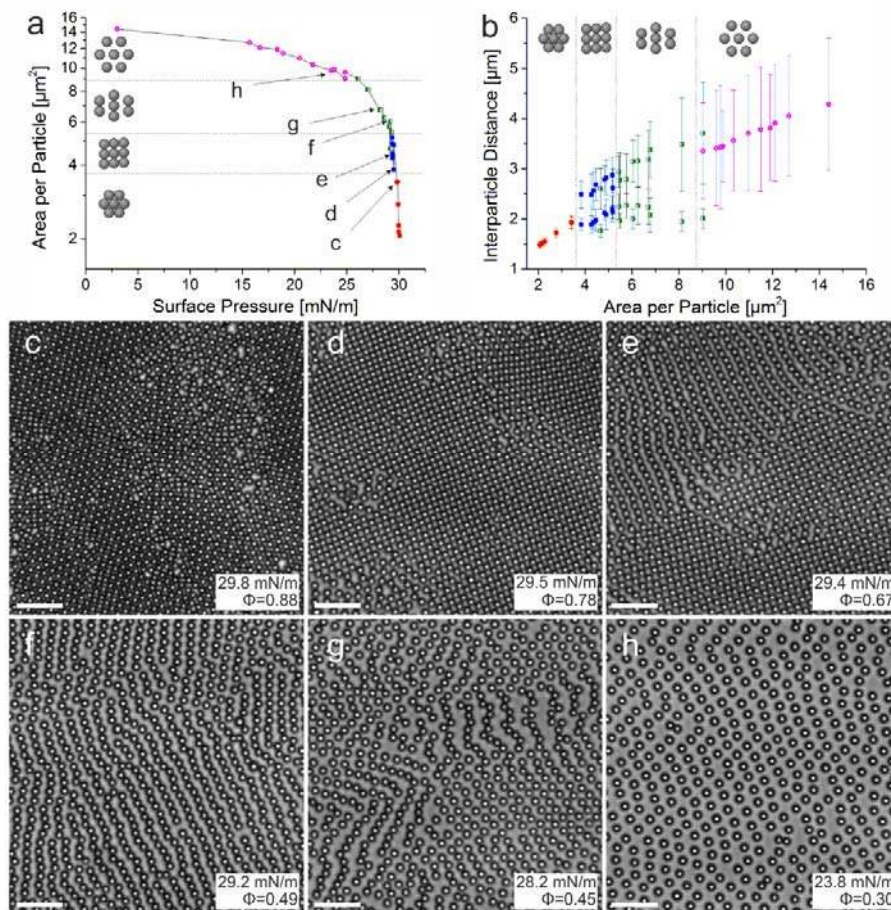 a
Area per Particle [µm²]
16
14
12
10
8
6
4
2
h
g
f
e
d
c
0 5 10 15 20 25 30
Surface Pressure [mN/m]
b
Interparticle Distance [µm]
6
5
4
3
2
1
2 4 6 8 10 12 14 16
Area per Particle [µm²]
c
29.8 mN/m
Φ=0.88
d
29.5 mN/m
Φ=0.78
e
29.4 mN/m
Φ=0.67
f
29.2 mN/m
Φ=0.49
g
28.2 mN/m
Φ=0.45
h
23.8 mN/m
Φ=0.30